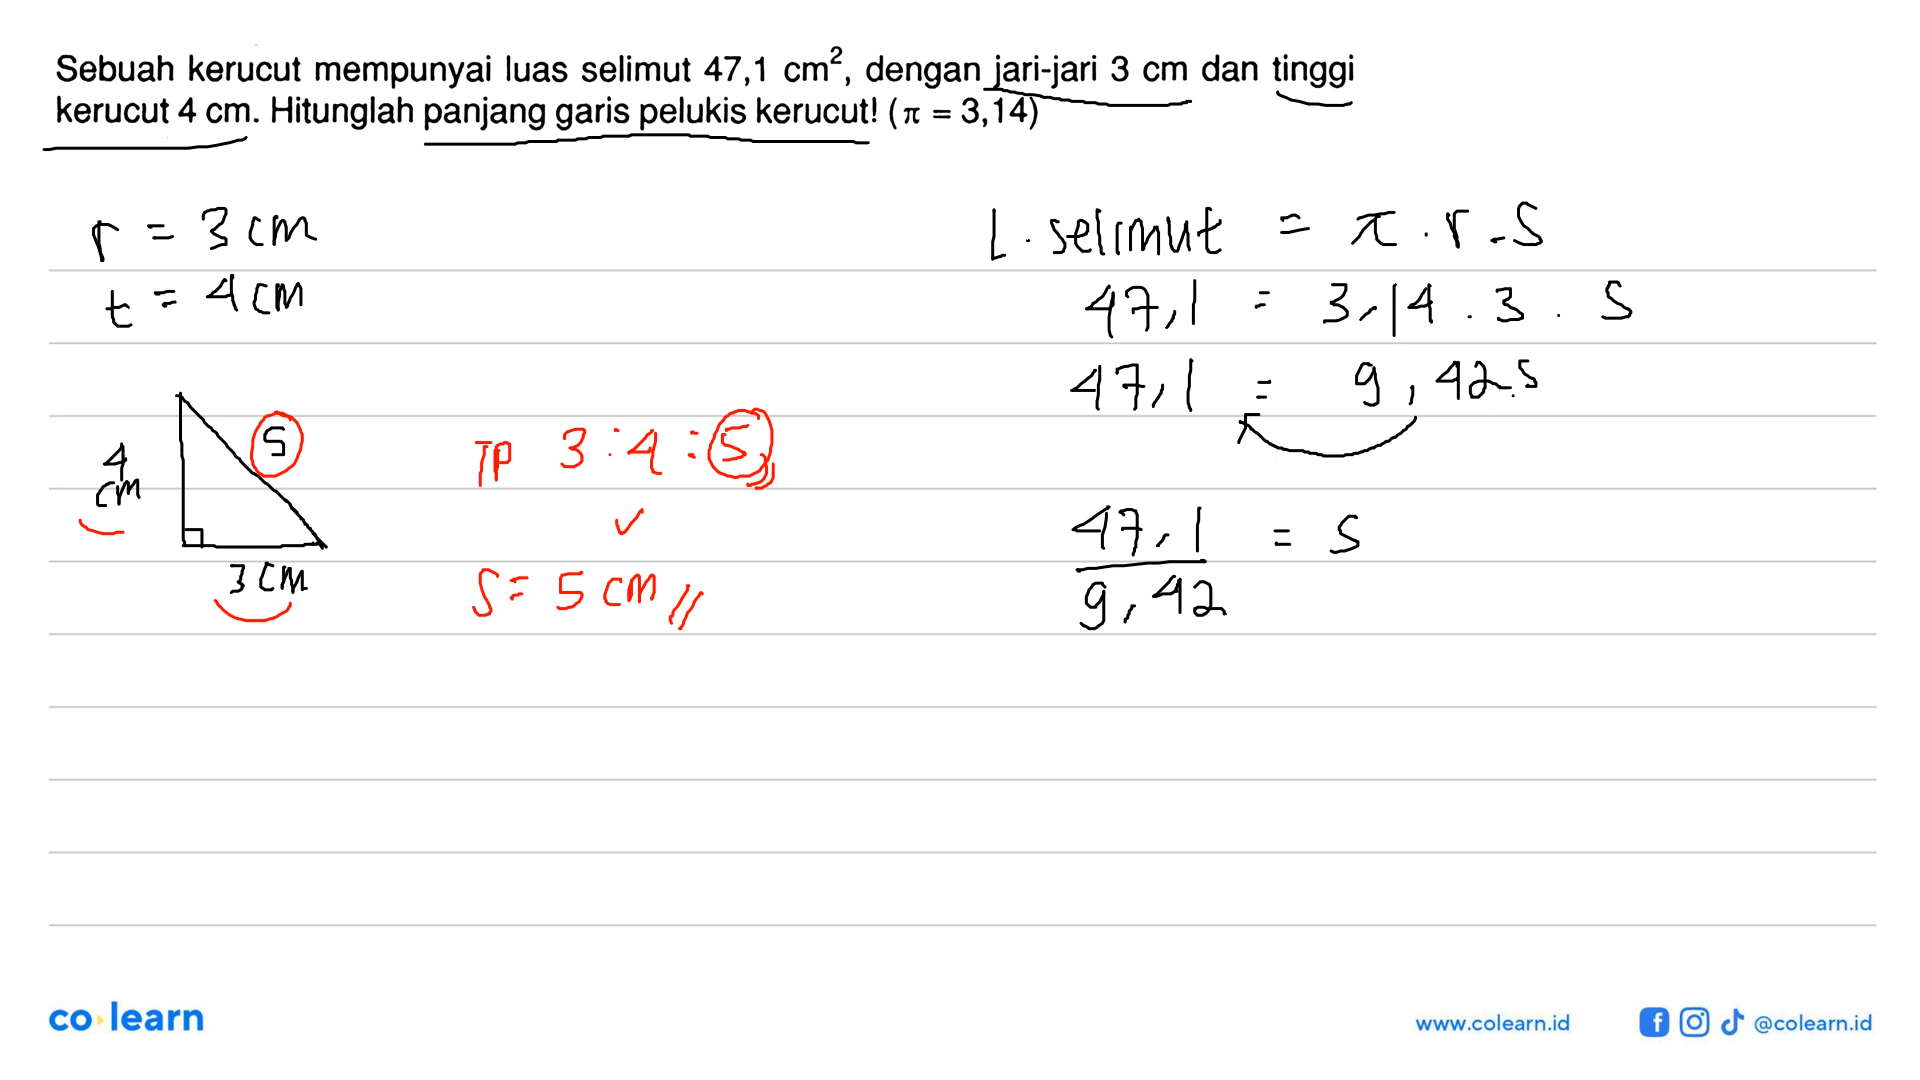 Sebuah kerucut mempunyai luas selimut 47,1 cm², dengan jari-jari 3 cm dan tinggi
kerucut 4 cm. Hitunglah panjang garis pelukis kerucut! (π = 3,14)
r = 3 cm
t = 4 cm
4
cm
S
3 cm
TP 3 : 4 : 5
✓
S = 5 cm //
L. selimut = π . r . S
47,1 = 3,14 . 3 . S
47,1 = 9,42.S
47,1 = S
9,42
co learn
www.colearn.id
@colearn.id